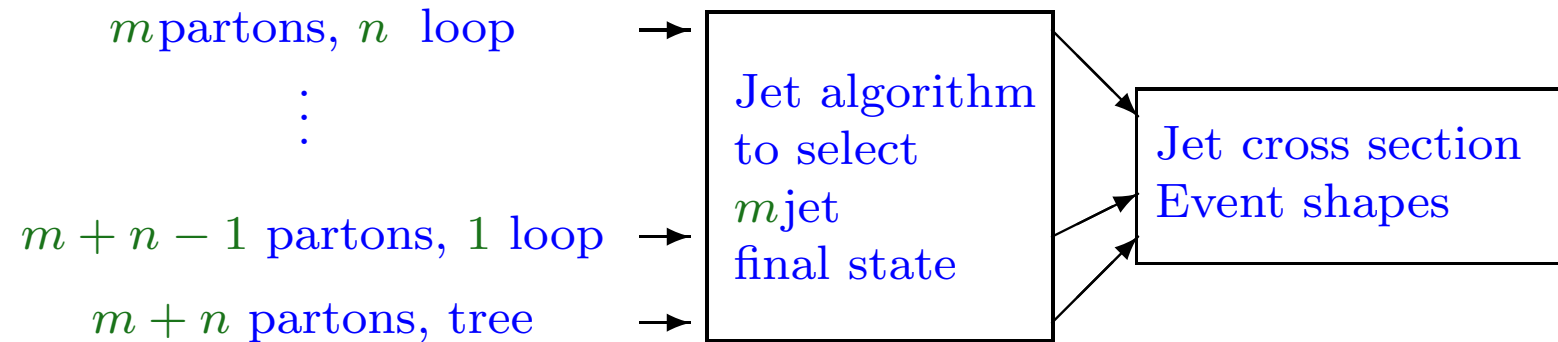 m partons, n loop
⋮
m + n − 1 partons, 1 loop
m + n partons, tree
Jet algorithm
to select
m jet
final state
Jet cross section
Event shapes